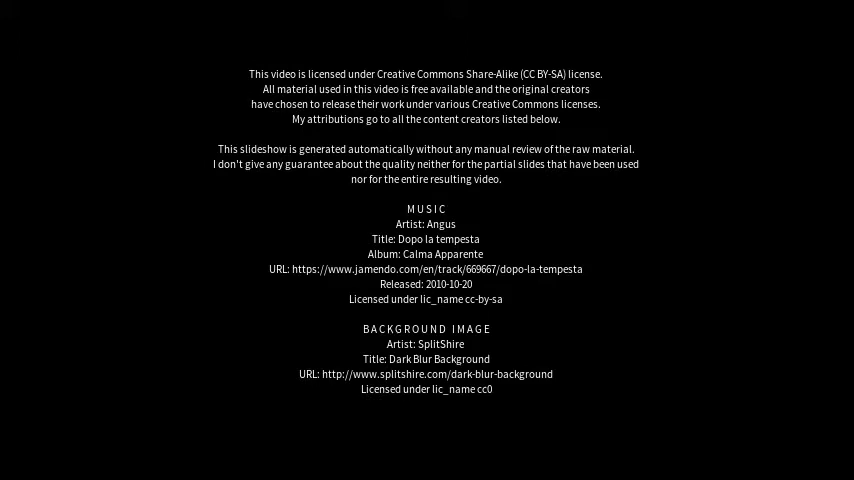 This video is licensed under Creative Commons Share-Alike (CC BY-SA) license.
All material used in this video is free available and the original creators
have chosen to release their work under various Creative Commons licenses.
My attributions go to all the content creators listed below.
This slideshow is generated automatically without any manual review of the raw material.
I don't give any guarantee about the quality neither for the partial slides that have been used
nor for the entire resulting video.
M U S I C
Artist: Angus
Title: Dopo la tempesta
Album: Calma Apparente
URL: https://www.jamendo.com/en/track/669667/dopo-la-tempesta
Released: 2010-10-20
Licensed under lic_name cc-by-sa
B A C K G R O U N D   I M A G E
Artist: SplitShire
Title: Dark Blur Background
URL: http://www.splitshire.com/dark-blur-background
Licensed under lic_name cc0